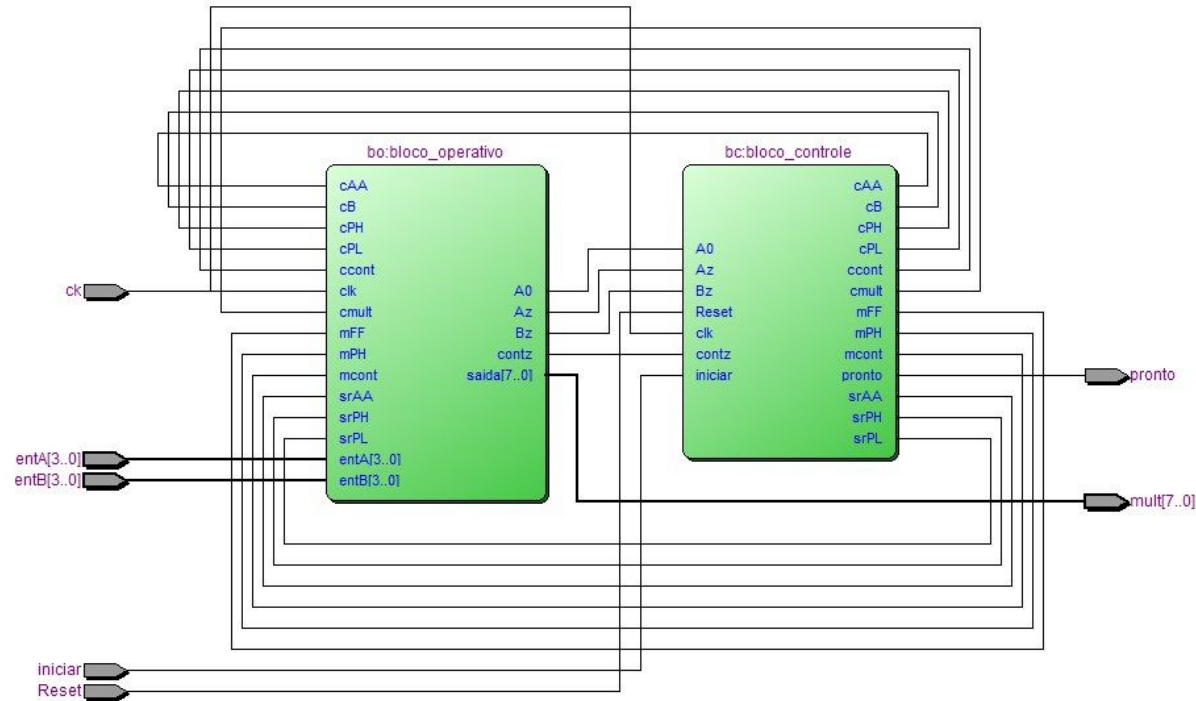 bo:bloco_operativo
cAA
cB
cPH
cPL
ccont
clk
cmult
mFF
mPH
mcont
srAA
srPH
srPL
entA[3..0]
entB[3..0]
A0
Az
Bz
contz
saida[7..0]
bc:bloco_controle
A0
Az
Bz
Reset
clk
contz
iniciar
cAA
cB
cPH
cPL
ccont
cmult
mFF
mPH
mcont
pronto
srAA
srPH
srPL
ck
entA[3..0]
entB[3..0]
iniciar
Reset
pronto
mult[7..0]